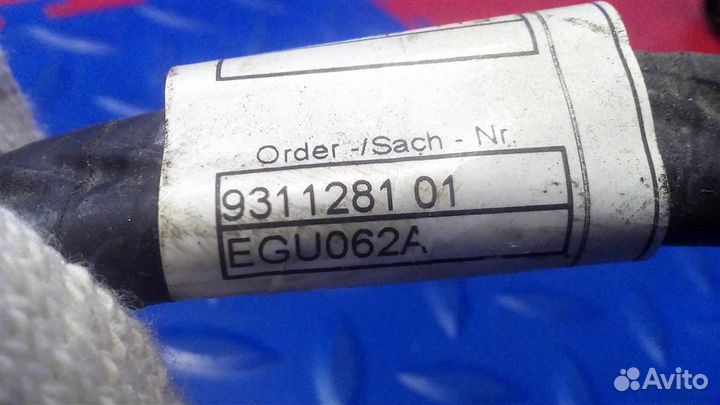 Order -/Sach - Nr
9311281 01
EGU062A
Avito